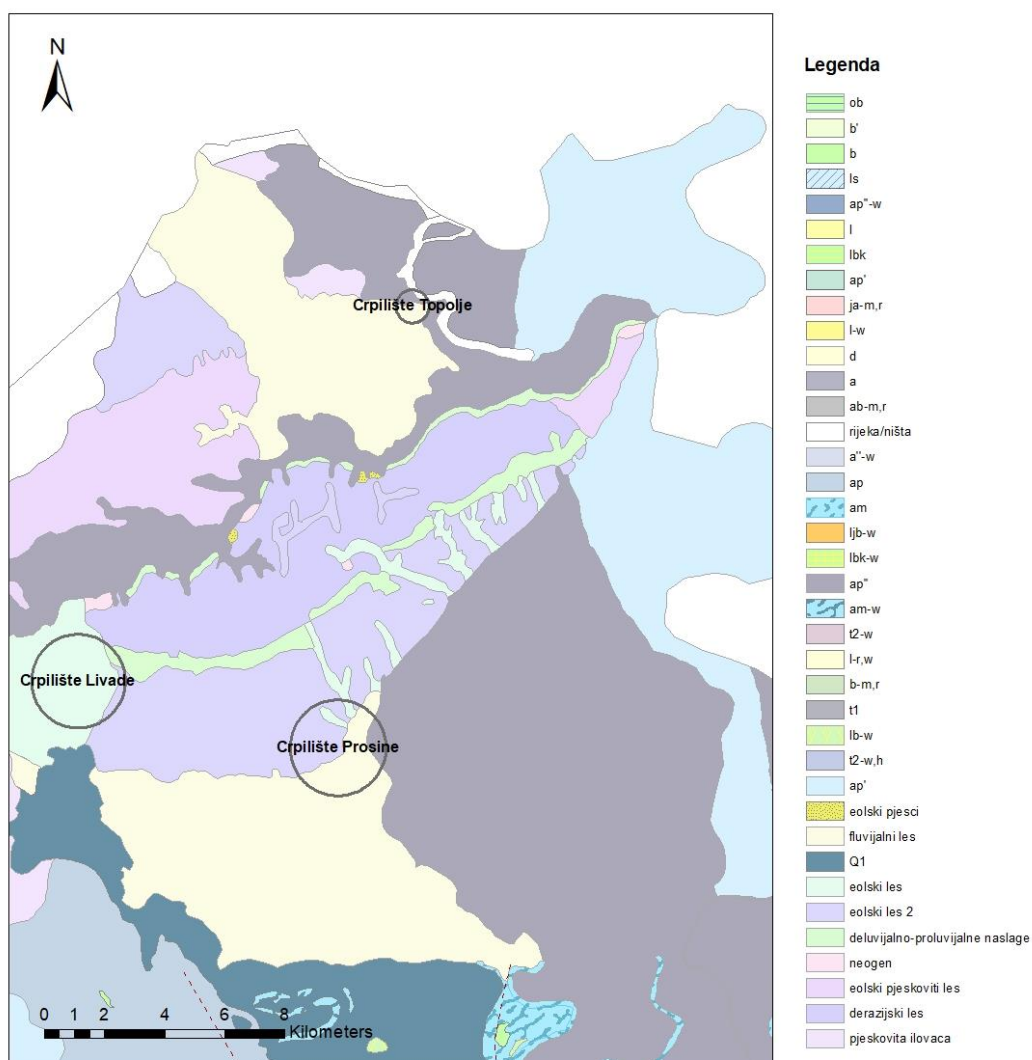 N
Crpilište Topolje
Crpilište Livade
Crpilište Prosine
0 1 2 4 6 8
Kilometers
Legenda
ob
b'
b
ls
ap"-w
l
lbk
ap'
ja-m,r
l-w
d
a
ab-m,r
rijeka/ništa
a"-w
ap
am
ljb-w
lbk-w
ap"
am-w
t2-w
l-r,w
b-m,r
t1
lb-w
t2-w,h
ap'
eolski pjesci
fluvijalni les
Q1
eolski les
eolski les 2
deluvijalno-proluvijalne naslage
neogen
eolski pjeskoviti les
derazijski les
pjeskovita ilovaca